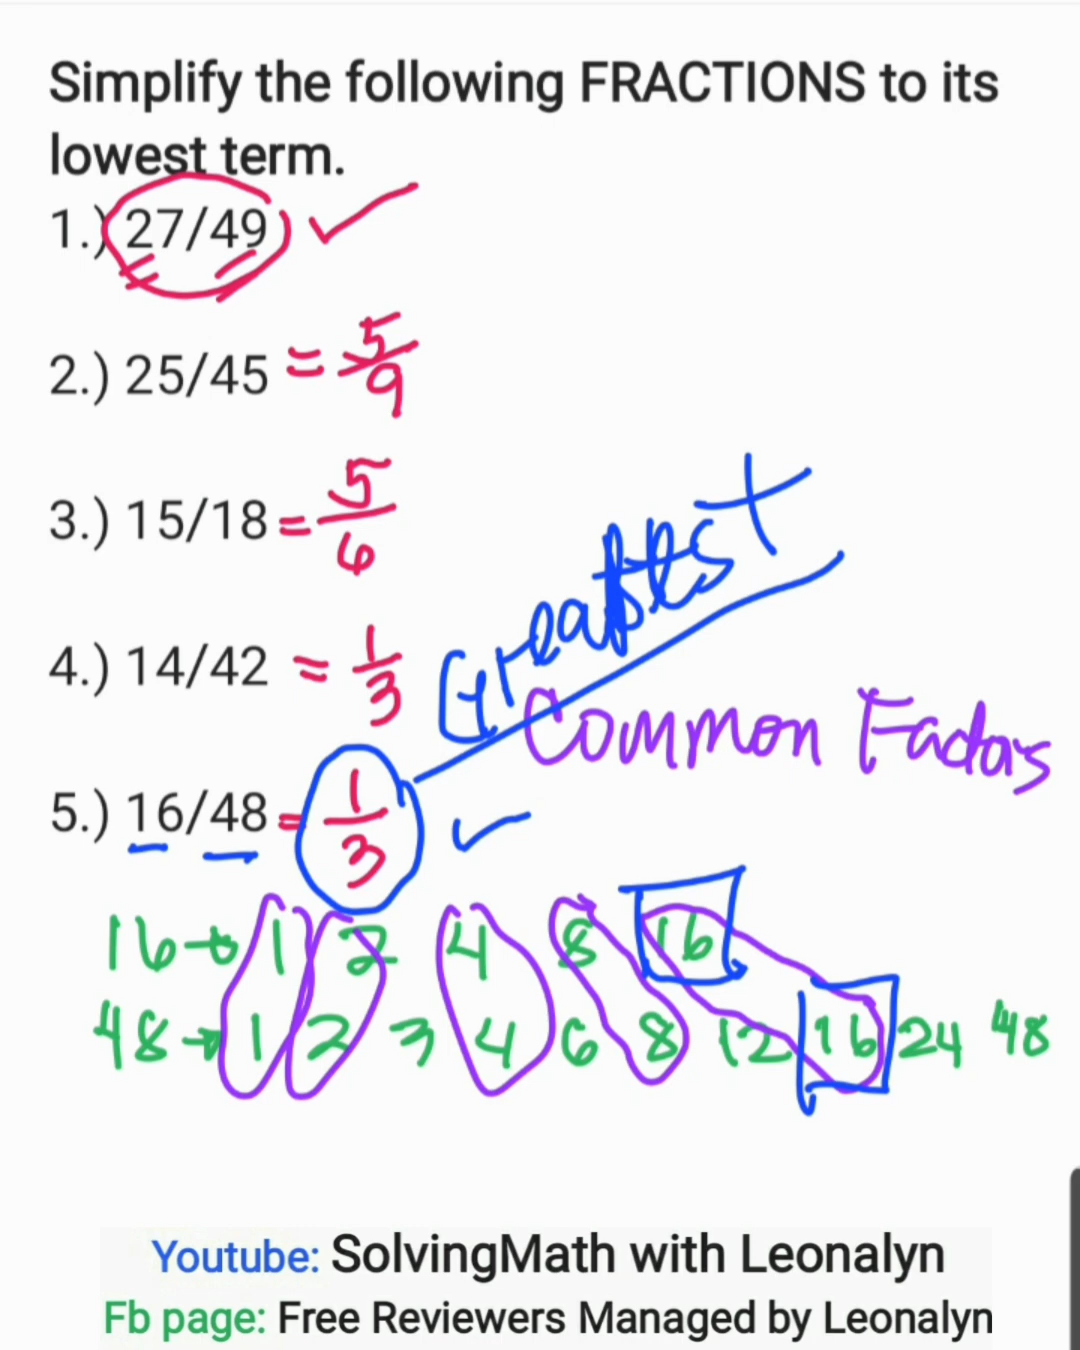 Simplify the following FRACTIONS to its
lowest term.
1.) 27/49
2.) 25/45 = 5/9
3.) 15/18 = 5/6
4.) 14/42 = 1/3
Greatest
Common Factors
5.) 16/48 = 1/3
16 → 1 2 4 8 16
48 → 1 2 3 4 6 8 12 16 24 48
Youtube: SolvingMath with Leonalyn
Fb page: Free Reviewers Managed by Leonalyn